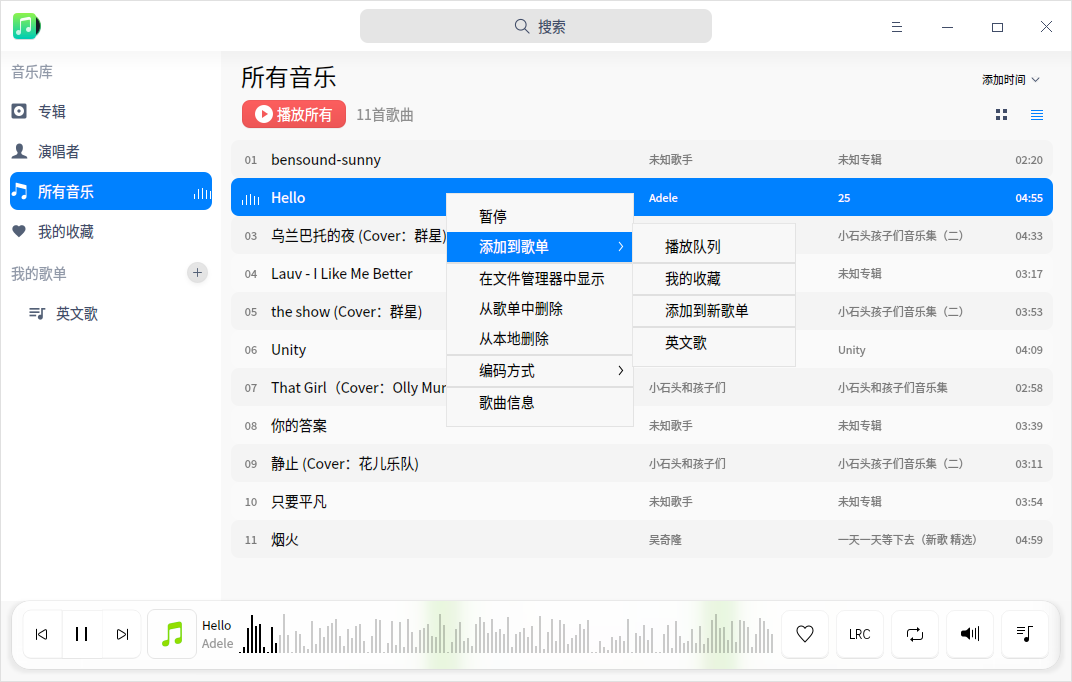 搜索
音乐库
专辑
演唱者
所有音乐
我的收藏
我的歌单
英文歌
所有音乐
添加时间
播放所有
11首歌曲
01 bensound-sunny 未知歌手 未知专辑 02:20
Hello Adele 25 04:55
03 乌兰巴托的夜 (Cover：群星) 小石头孩子们音乐集（二） 04:33
04 Lauv - I Like Me Better 未知专辑 03:17
05 the show (Cover：群星) 小石头孩子们音乐集（二） 03:53
06 Unity Unity 04:09
07 That Girl（Cover：Olly Mur 小石头和孩子们 小石头和孩子们音乐集 02:58
08 你的答案 未知歌手 未知专辑 03:39
09 静止 (Cover：花儿乐队) 小石头和孩子们 小石头孩子们音乐集（二） 03:11
10 只要平凡 未知歌手 未知专辑 03:54
11 烟火 吴奇隆 一天一天等下去（新歌 精选） 04:59
暂停
添加到歌单
在文件管理器中显示
从歌单中删除
从本地删除
编码方式
歌曲信息
播放队列
我的收藏
添加到新歌单
英文歌
Hello
Adele
LRC